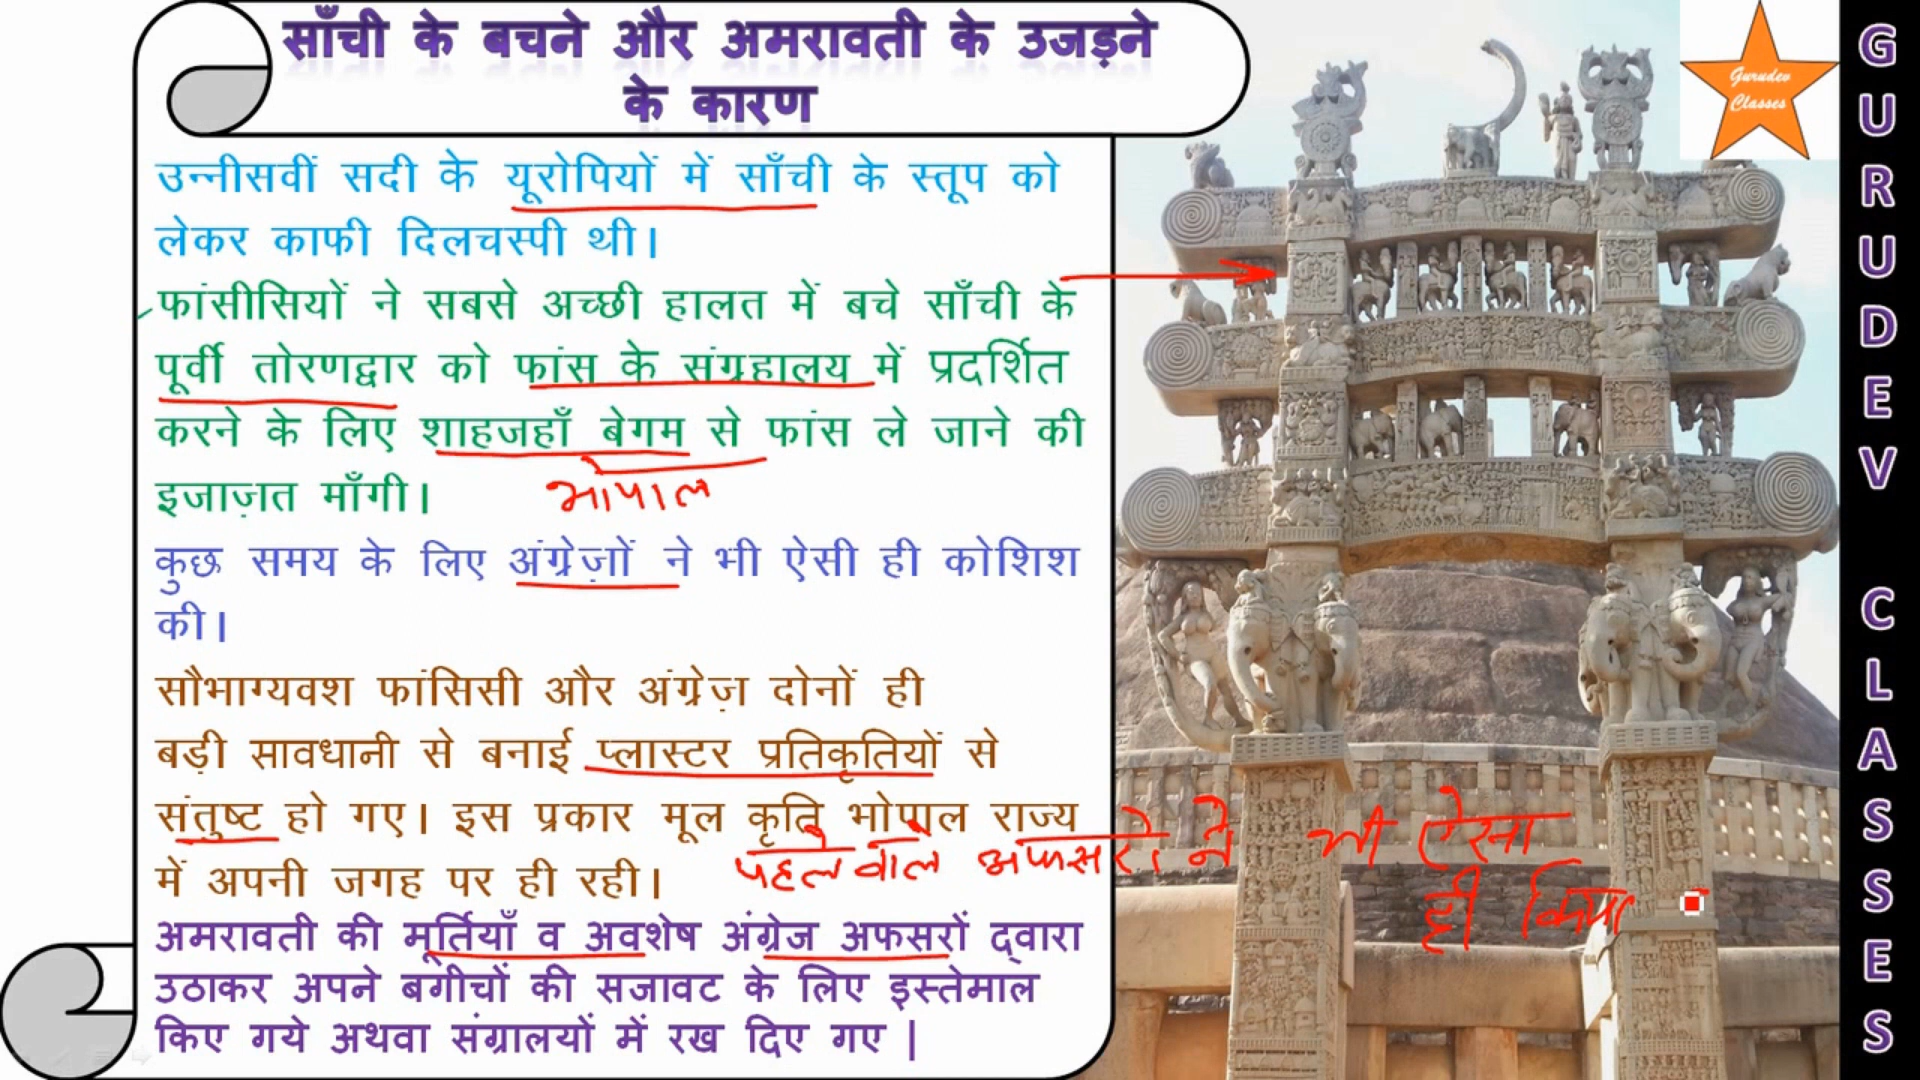 साँची के बचने और अमरावती के उजड़ने
के कारण
उन्नीसवीं सदी के यूरोपियों में साँची के स्तूप को
लेकर काफी दिलचस्पी थी।
फांसीसियों ने सबसे अच्छी हालत में बचे साँची के
पूर्वी तोरणद्वार को फांस के संग्रहालय में प्रदर्शित
करने के लिए शाहजहाँ बेगम से फांस ले जाने की
इजाज़त माँगी।
भोपाल
कुछ समय के लिए अंग्रेज़ों ने भी ऐसी ही कोशिश
की।
सौभाग्यवश फांसिसी और अंग्रेज़ दोनों ही
बड़ी सावधानी से बनाई प्लास्टर प्रतिकृतियों से
संतुष्ट हो गए। इस प्रकार मूल कृति भोपाल राज्य
में अपनी जगह पर ही रही।
पहले वाले अफसरो ने भी ऐसा
ही किया
अमरावती की मूर्तियाँ व अवशेष अंग्रेज अफसरों द्वारा
उठाकर अपने बगीचों की सजावट के लिए इस्तेमाल
किए गये अथवा संग्रालयों में रख दिए गए |
Gurudev
Classes
GURUDEV CLASSES